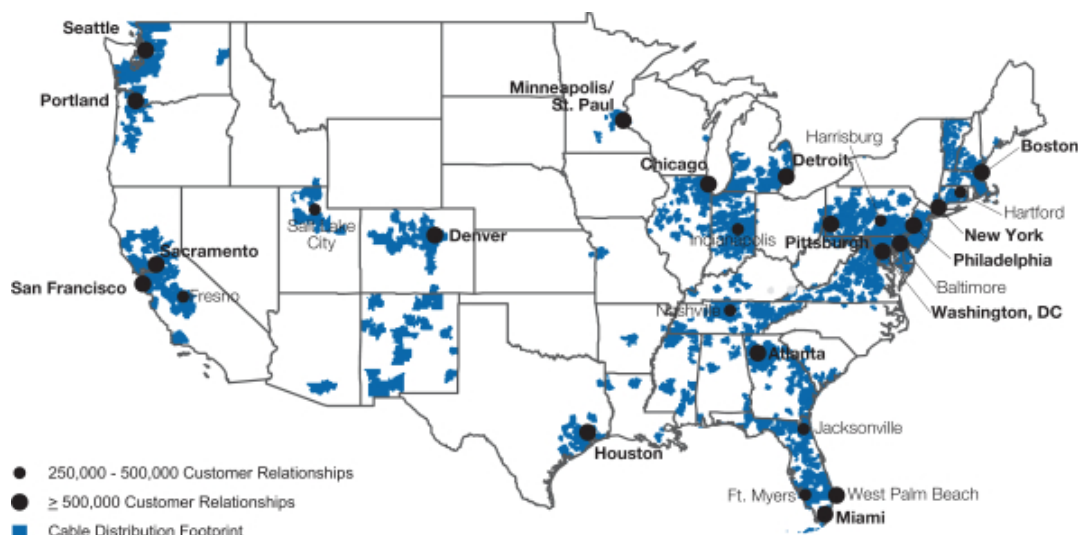 Seattle
Portland
Minneapolis/
St. Paul
Harrisburg
Boston
Chicago
Detroit
Salt Lake
City
Denver
Indianapolis
Pittsburgh
Hartford
New York
Philadelphia
Sacramento
San Francisco
Fresno
Baltimore
Nashville
Washington, DC
Atlanta
Jacksonville
Houston
Ft. Myers
West Palm Beach
Miami
250,000 - 500,000 Customer Relationships
≥ 500,000 Customer Relationships
Cable Distribution Footprint